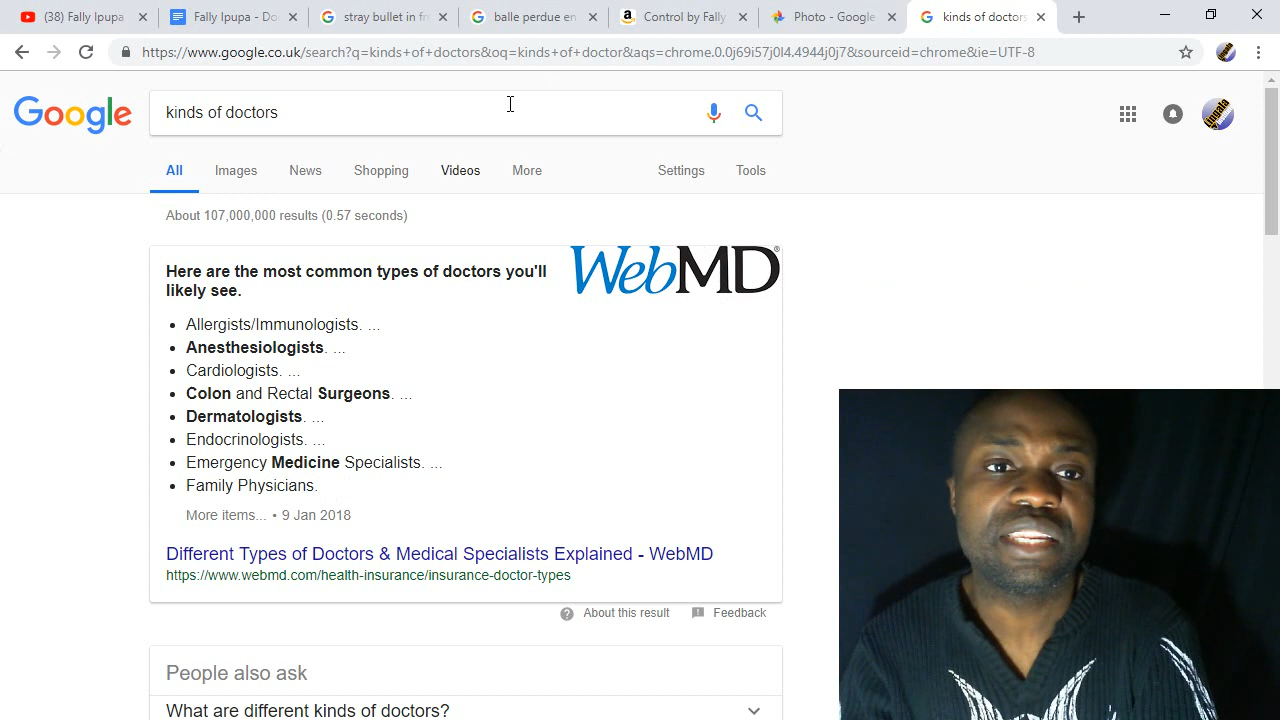 (38) Fally Ipupa
Fally Ipupa - Do
stray bullet in fr
balle perdue en
Control by Fally
Photo - Google
kinds of doctors
https://www.google.co.uk/search?q=kinds+of+doctors&oq=kinds+of+doctor&aqs=chrome.0.0j69i57j0l4.4944j0j7&sourceid=chrome&ie=UTF-8
Google
kinds of doctors
All Images News Shopping Videos More Settings Tools
About 107,000,000 results (0.57 seconds)
Here are the most common types of doctors you'll
likely see.
WebMD®
Allergists/Immunologists. ...
Anesthesiologists. ...
Cardiologists. ...
Colon and Rectal Surgeons. ...
Dermatologists. ...
Endocrinologists. ...
Emergency Medicine Specialists. ...
Family Physicians.
More items... • 9 Jan 2018
Different Types of Doctors & Medical Specialists Explained - WebMD
https://www.webmd.com/health-insurance/insurance-doctor-types
About this result Feedback
People also ask
What are different kinds of doctors?